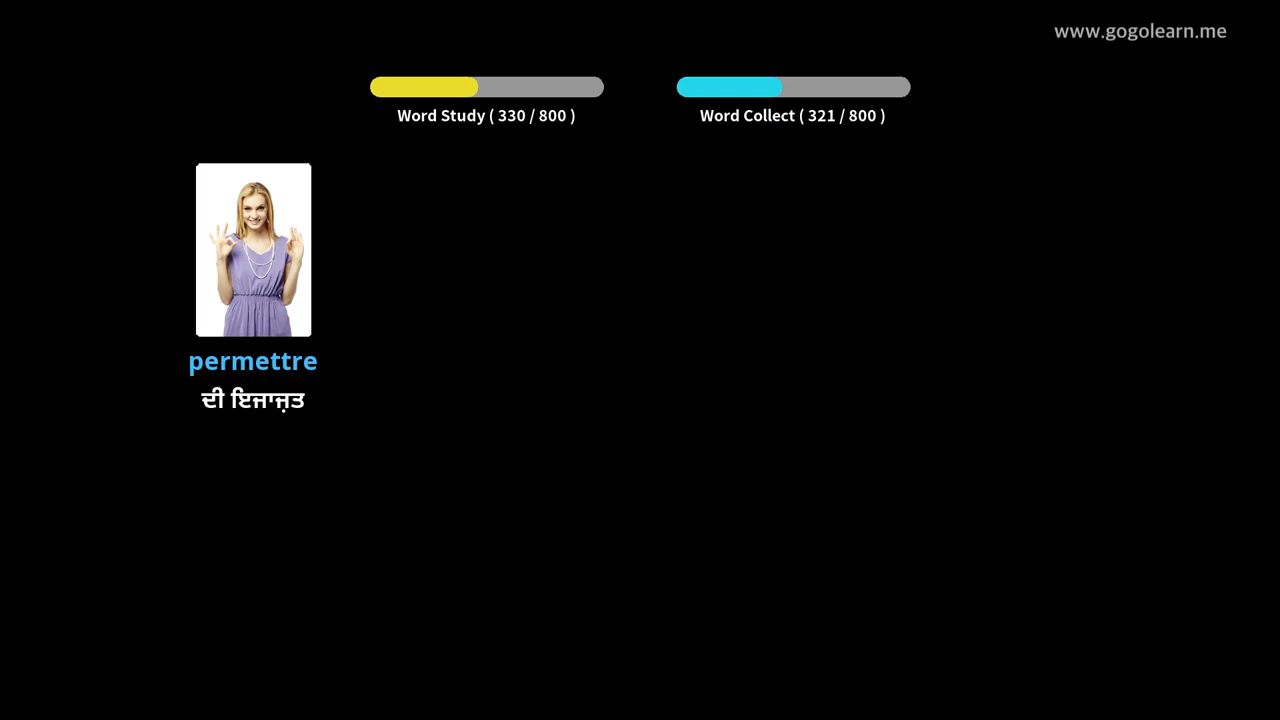 www.gogolearn.me
Word Study ( 330 / 800 )
Word Collect ( 321 / 800 )
permettre
ਦੀ ਇਜਾਜ਼ਤ